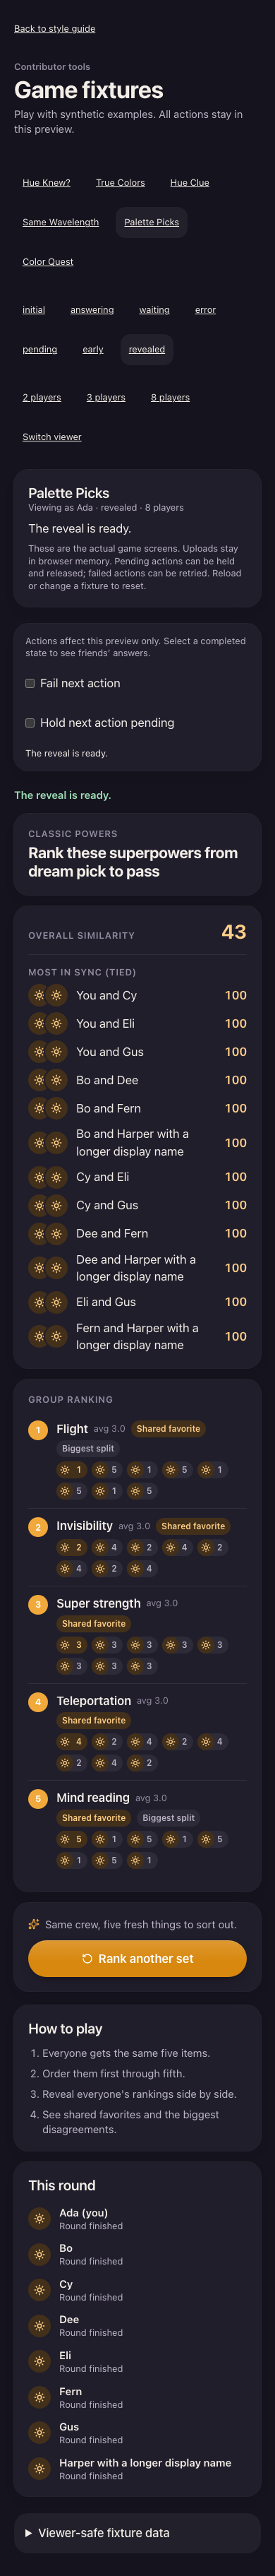 Back to style guide
Contributor tools
Game fixtures
Play with synthetic examples. All actions stay in
this preview.
Hue Knew? True Colors Hue Clue
Same Wavelength Palette Picks
Color Quest
initial answering waiting error
pending early revealed
2 players 3 players 8 players
Switch viewer
Palette Picks
Viewing as Ada · revealed · 8 players
The reveal is ready.
These are the actual game screens. Uploads stay
in browser memory. Pending actions can be held
and released; failed actions can be retried. Reload
or change a fixture to reset.
Actions affect this preview only. Select a completed
state to see friends’ answers.
Fail next action
Hold next action pending
The reveal is ready.
The reveal is ready.
CLASSIC POWERS
Rank these superpowers from
dream pick to pass
OVERALL SIMILARITY 43
MOST IN SYNC (TIED)
You and Cy 100
You and Eli 100
You and Gus 100
Bo and Dee 100
Bo and Fern 100
Bo and Harper with a
longer display name 100
Cy and Eli 100
Cy and Gus 100
Dee and Fern 100
Dee and Harper with a
longer display name 100
Eli and Gus 100
Fern and Harper with a
longer display name 100
GROUP RANKING
1 Flight avg 3.0 Shared favorite
Biggest split
1 5 1 5 1
5 1 5
2 Invisibility avg 3.0 Shared favorite
2 4 2 4 2
4 2 4
3 Super strength avg 3.0
Shared favorite
3 3 3 3 3
3 3 3
4 Teleportation avg 3.0
Shared favorite
4 2 4 2 4
2 4 2
5 Mind reading avg 3.0
Shared favorite Biggest split
5 1 5 1 5
1 5 1
Same crew, five fresh things to sort out.
Rank another set
How to play
1. Everyone gets the same five items.
2. Order them first through fifth.
3. Reveal everyone's rankings side by side.
4. See shared favorites and the biggest
disagreements.
This round
Ada (you)
Round finished
Bo
Round finished
Cy
Round finished
Dee
Round finished
Eli
Round finished
Fern
Round finished
Gus
Round finished
Harper with a longer display name
Round finished
Viewer-safe fixture data